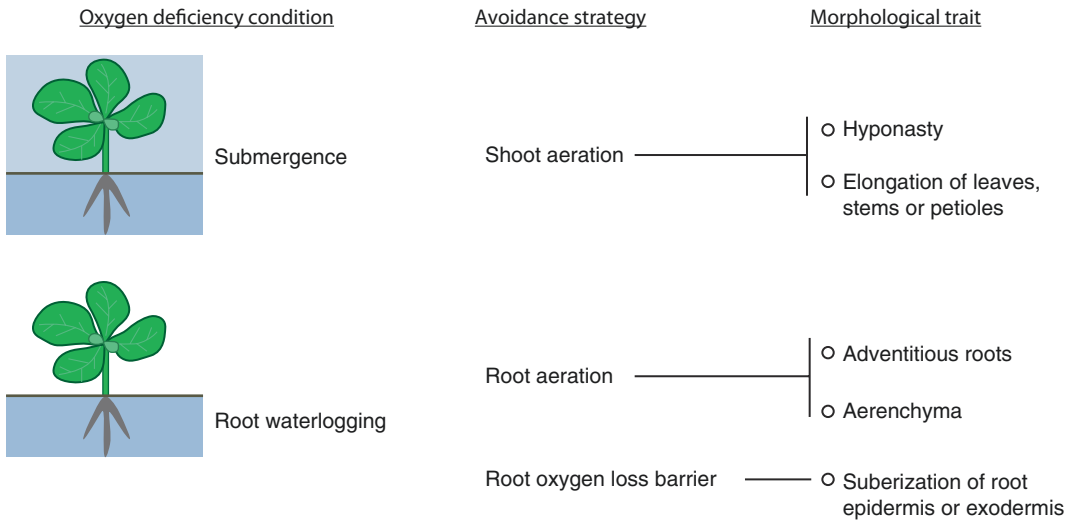 Oxygen deficiency condition
Avoidance strategy
Morphological trait
Submergence
Shoot aeration
Hyponasty
Elongation of leaves,
stems or petioles
Root waterlogging
Root aeration
Adventitious roots
Aerenchyma
Root oxygen loss barrier
Suberization of root
epidermis or exodermis